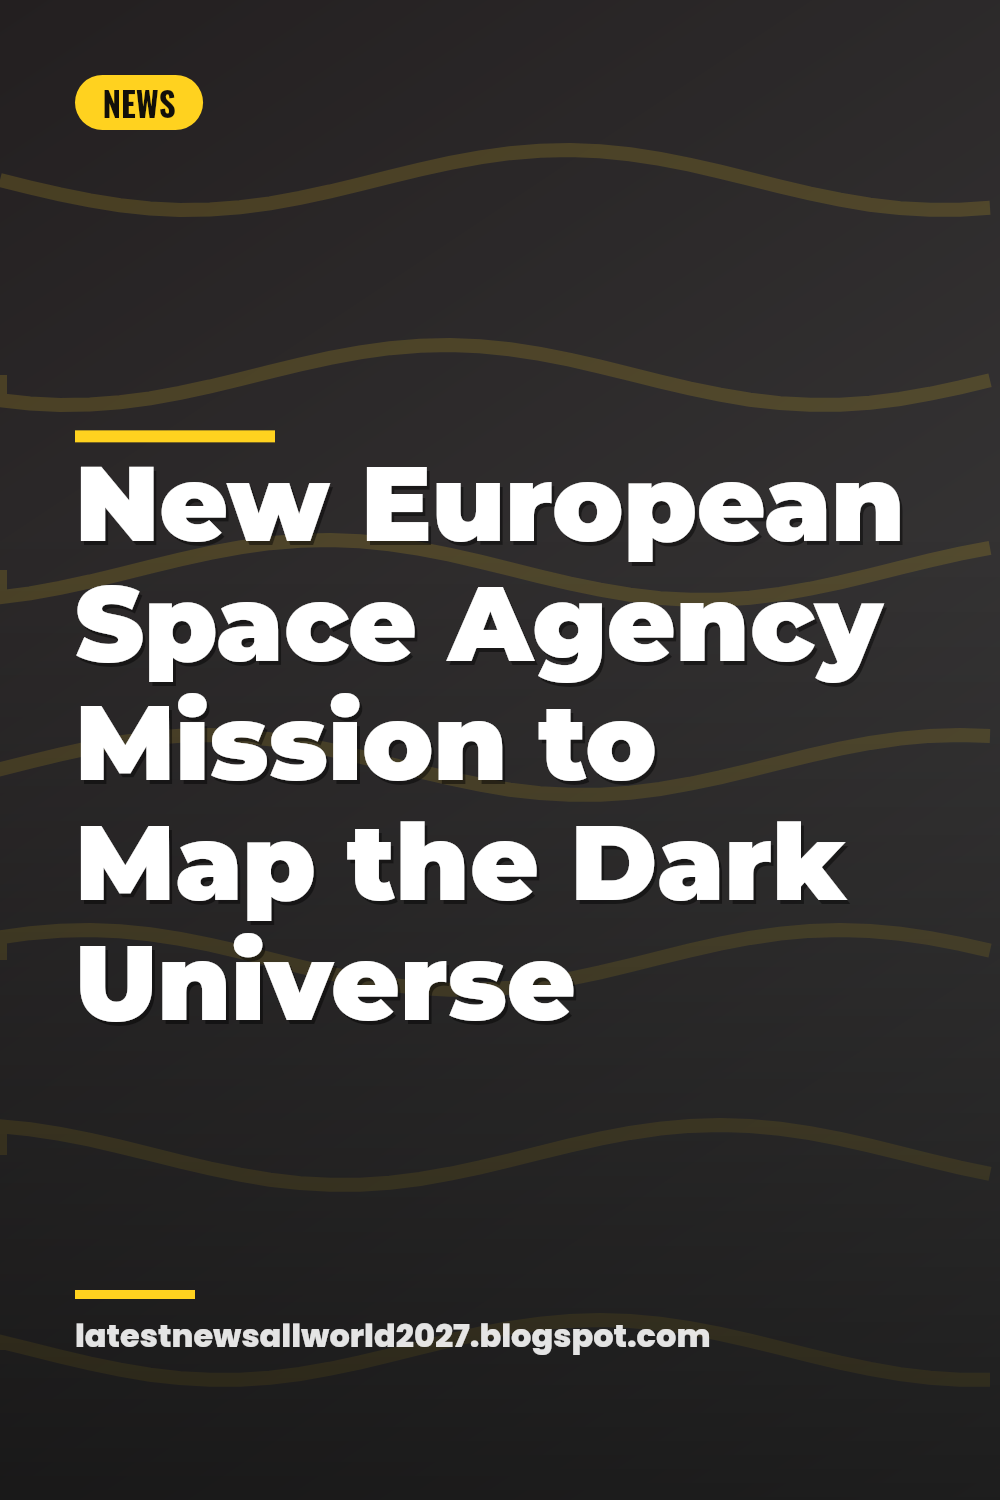 NEWS
New European
Space Agency
Mission to
Map the Dark
Universe
latestnewsallworld2027.blogspot.com